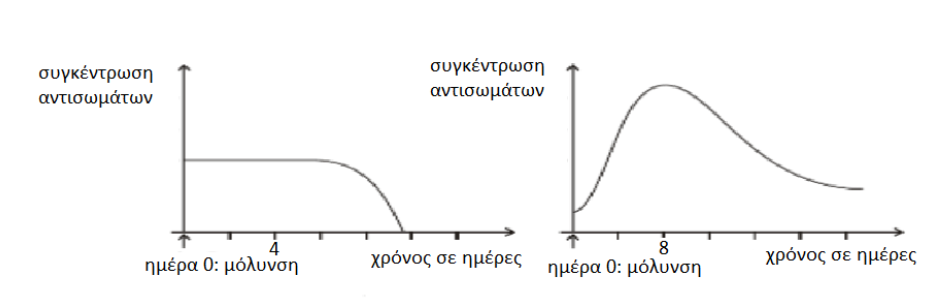 συγκέντρωση
αντισωμάτων
4
ημέρα 0: μόλυνση
χρόνος σε ημέρες
συγκέντρωση
αντισωμάτων
8
ημέρα 0: μόλυνση
χρόνος σε ημέρες